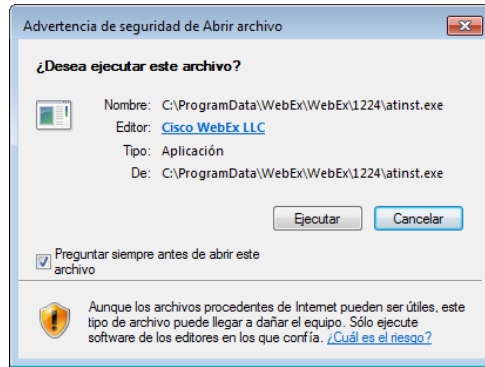 Advertencia de seguridad de Abrir archivo
¿Desea ejecutar este archivo?
Nombre: C:\ProgramData\WebEx\WebEx\1224\atinst.exe
Editor: Cisco WebEx LLC
Tipo: Aplicación
De: C:\ProgramData\WebEx\WebEx\1224\atinst.exe
Ejecutar Cancelar
Preguntar siempre antes de abrir este
archivo
Aunque los archivos procedentes de Internet pueden ser útiles, este
tipo de archivo puede llegar a dañar el equipo. Sólo ejecute
software de los editores en los que confía. ¿Cuál es el riesgo?